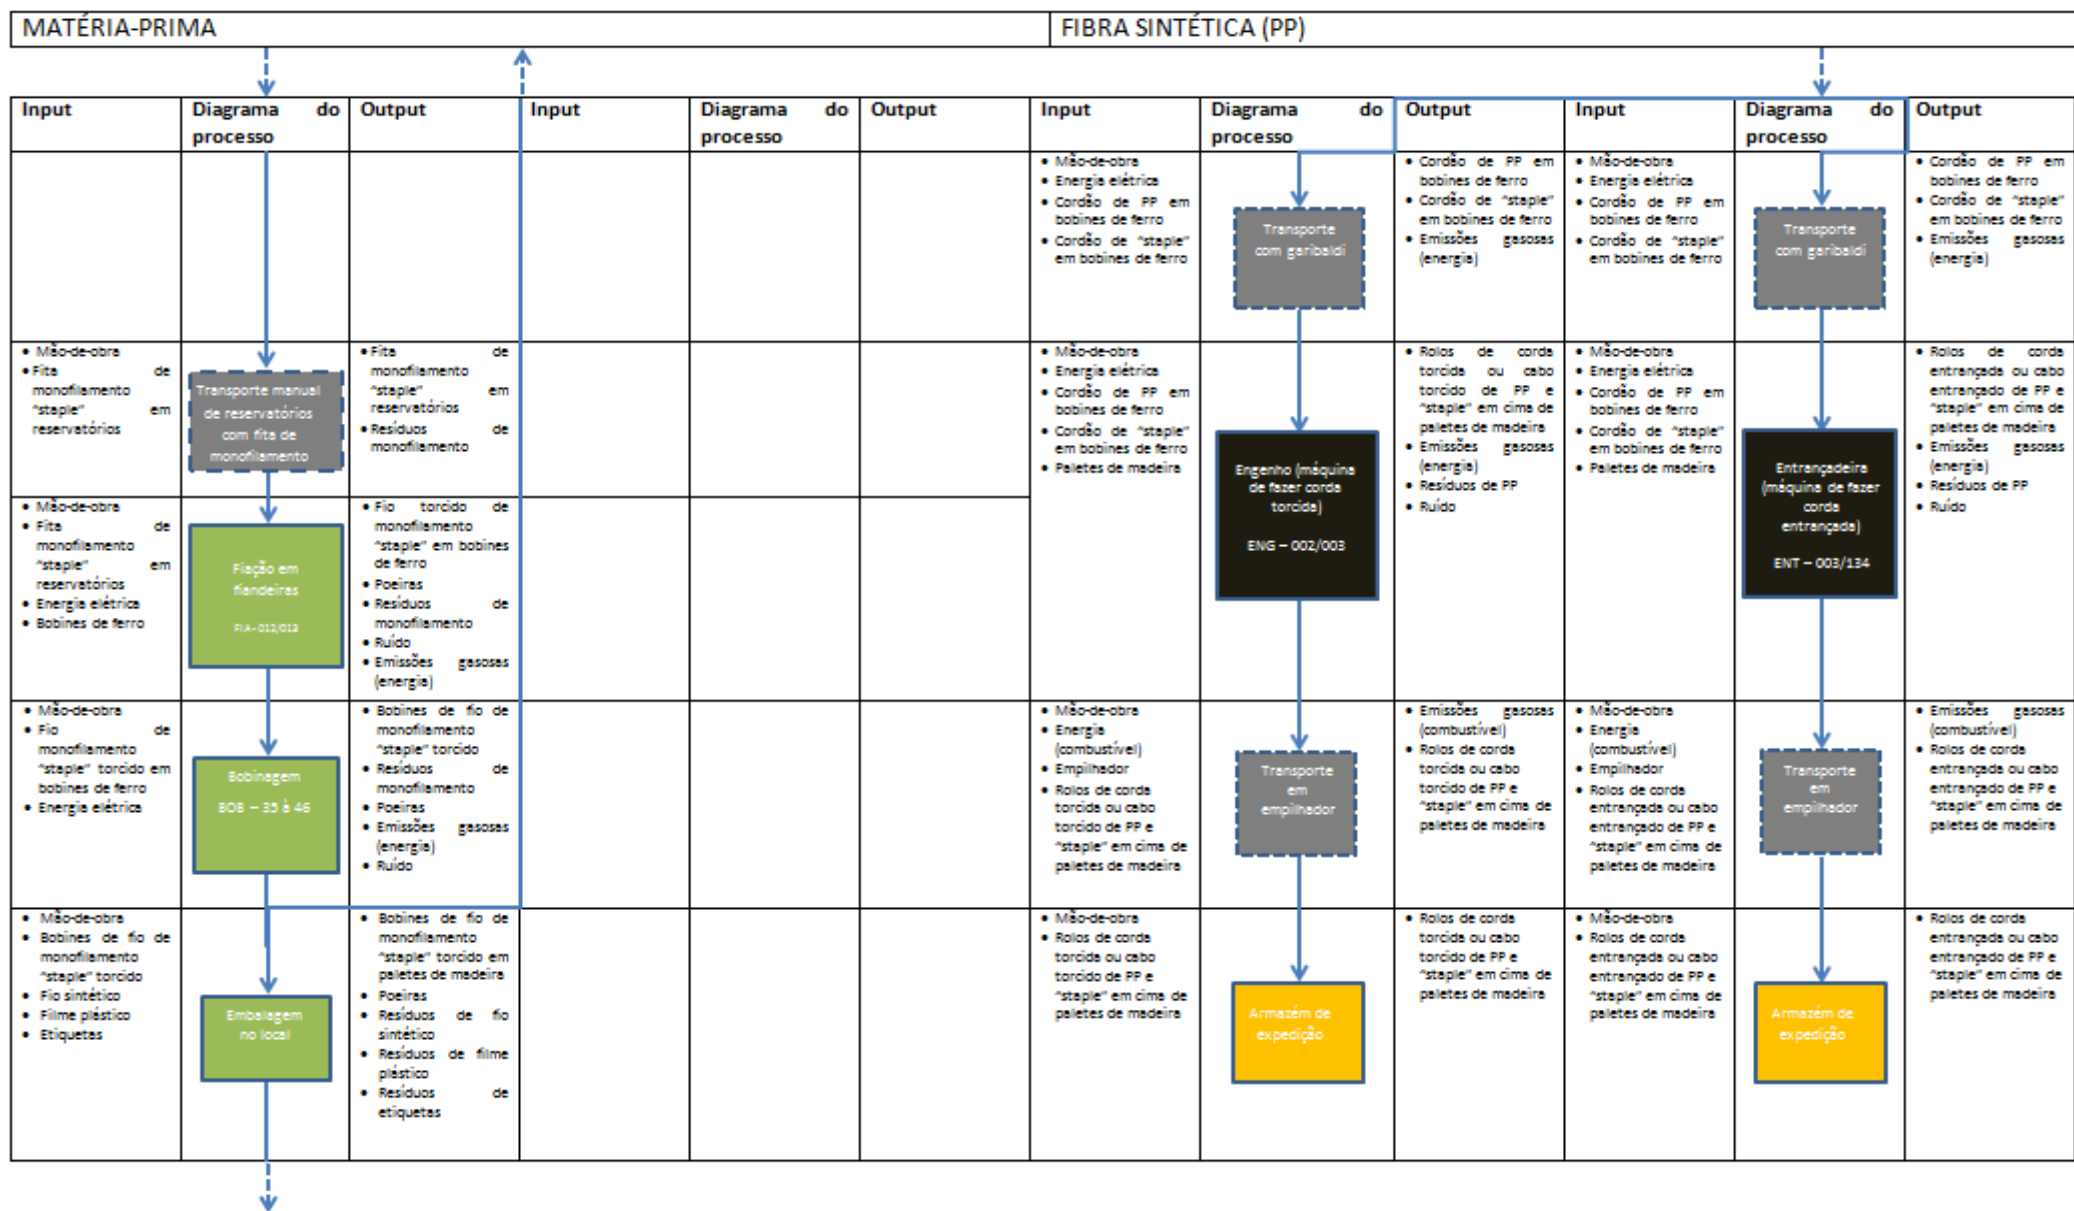 MATÉRIA-PRIMA
FIBRA SINTÉTICA (PP)
Input
Diagrama do
processo
Output
Input
Diagrama do
processo
Output
Input
Diagrama do
processo
Output
Input
Diagrama do
processo
Output
• Mão-de-obra
• Energia elétrica
• Cordão de PP em
bobines de ferro
• Cordão de "staple"
em bobines de ferro
Transporte
com garibaldi
• Cordão de PP em
bobines de ferro
• Cordão de "staple"
em bobines de ferro
• Emissões gasosas
(energia)
• Mão-de-obra
• Energia elétrica
• Cordão de PP em
bobines de ferro
• Cordão de "staple"
em bobines de ferro
Transporte
com garibaldi
• Cordão de PP em
bobines de ferro
• Cordão de "staple"
em bobines de ferro
• Emissões gasosas
(energia)
• Mão-de-obra
• Fita de
monofilamento
"staple" em
reservatórios
Transporte manual
de reservatórios
com fita de
monofilamento
• Fita de
monofilamento
"staple" em
reservatórios
• Resíduos de
monofilamento
• Mão-de-obra
• Energia elétrica
• Cordão de PP em
bobines de ferro
• Cordão de "staple"
em bobines de ferro
• Paletes de madeira
Engenho (máquina
de fazer corda
torcida)
ENG – 002/003
• Rolos de corda
torcida ou cabo
torcido de PP e
"staple" em cima de
paletes de madeira
• Emissões gasosas
(energia)
• Resíduos de PP
• Ruído
• Mão-de-obra
• Energia elétrica
• Cordão de PP em
bobines de ferro
• Cordão de "staple"
em bobines de ferro
• Paletes de madeira
Entrançadeira
(máquina de fazer
corda
entrançada)
ENT – 003/134
• Rolos de corda
entrançada ou cabo
entrançado de PP e
"staple" em cima de
paletes de madeira
• Emissões gasosas
(energia)
• Resíduos de PP
• Ruído
• Mão-de-obra
• Fita de
monofilamento
"staple" em
reservatórios
• Energia elétrica
• Bobines de ferro
Fiação em
fiandeiras
FIA- 012/013
• Fio torcido de
monofilamento
"staple" em bobines
de ferro
• Poeiras
• Resíduos de
monofilamento
• Ruído
• Emissões gasosas
(energia)
• Mão-de-obra
• Fio de
monofilamento
"staple" torcido em
bobines de ferro
• Energia elétrica
Bobinagem
BOB – 35 à 46
• Bobines de fio de
monofilamento
"staple" torcido
• Resíduos de
monofilamento
• Poeiras
• Emissões gasosas
(energia)
• Ruído
• Mão-de-obra
• Energia
(combustível)
• Empilhador
• Rolos de corda
torcida ou cabo
torcido de PP e
"staple" em cima de
paletes de madeira
Transporte
em
empilhador
• Emissões gasosas
(combustível)
• Rolos de corda
torcida ou cabo
torcido de PP e
"staple" em cima de
paletes de madeira
• Mão-de-obra
• Energia
(combustível)
• Empilhador
• Rolos de corda
entrançada ou cabo
entrançado de PP e
"staple" em cima de
paletes de madeira
Transporte
em
empilhador
• Emissões gasosas
(combustível)
• Rolos de corda
entrançada ou cabo
entrançado de PP e
"staple" em cima de
paletes de madeira
• Mão-de-obra
• Bobines de fio de
monofilamento
"staple" torcido
• Fio sintético
• Filme plástico
• Etiquetas
Embalagem
no local
• Bobines de fio de
monofilamento
"staple" torcido em
paletes de madeira
• Poeiras
• Resíduos de fio
sintético
• Resíduos de filme
plástico
• Resíduos de
etiquetas
• Mão-de-obra
• Rolos de corda
torcida ou cabo
torcido de PP e
"staple" em cima de
paletes de madeira
Armazém de
expedição
• Rolos de corda
torcida ou cabo
torcido de PP e
"staple" em cima de
paletes de madeira
• Mão-de-obra
• Rolos de corda
entrançada ou cabo
entrançado de PP e
"staple" em cima de
paletes de madeira
Armazém de
expedição
• Rolos de corda
entrançada ou cabo
entrançado de PP e
"staple" em cima de
paletes de madeira